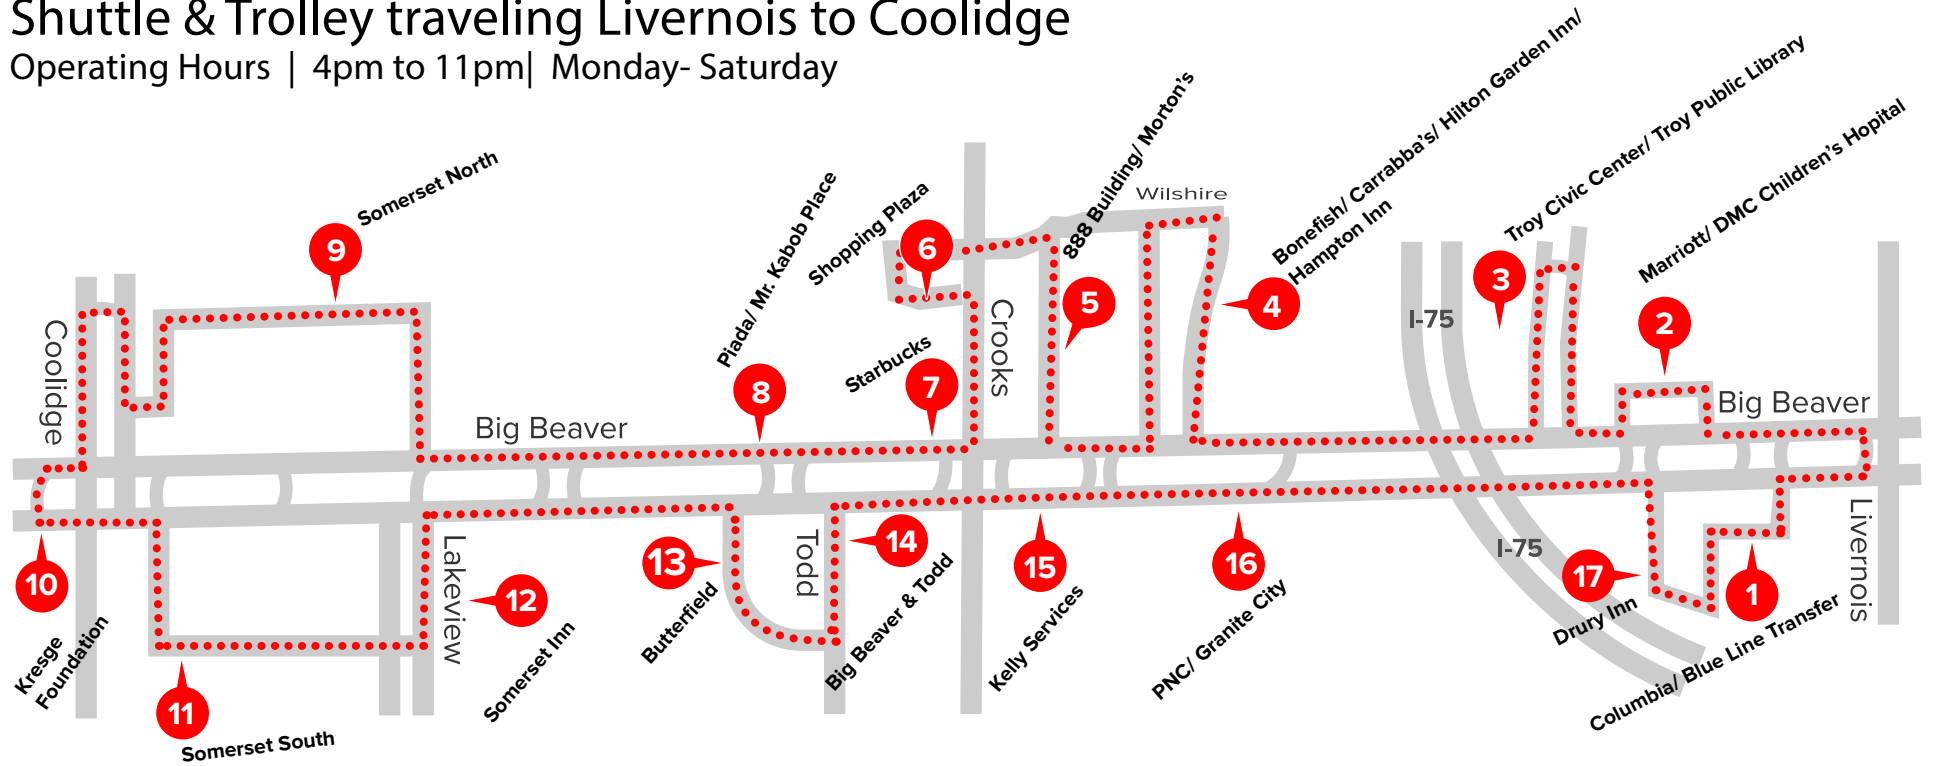 Shuttle & Trolley traveling Livernois to Coolidge
Operating Hours | 4pm to 11pm| Monday- Saturday
Somerset North
9
Piada/ Mr. Kabob Place
8
Shopping Plaza
6
Starbucks
7
888 Building/ Morton's
5
Wilshire
Bonefish/ Carrabba's/ Hilton Garden Inn/
Hampton Inn
4
Troy Civic Center/ Troy Public Library
3
Marriott/ DMC Children's Hopital
2
Coolidge
Crooks
I-75
Big Beaver
Big Beaver
10
Kresge
Foundation
11
Somerset South
Lakeview
12
Somerset Inn
13
Butterfield
Todd
14
Big Beaver & Todd
15
Kelly Services
16
PNC/ Granite City
I-75
17
Drury Inn
1
Columbia/ Blue Line Transfer
Livernois